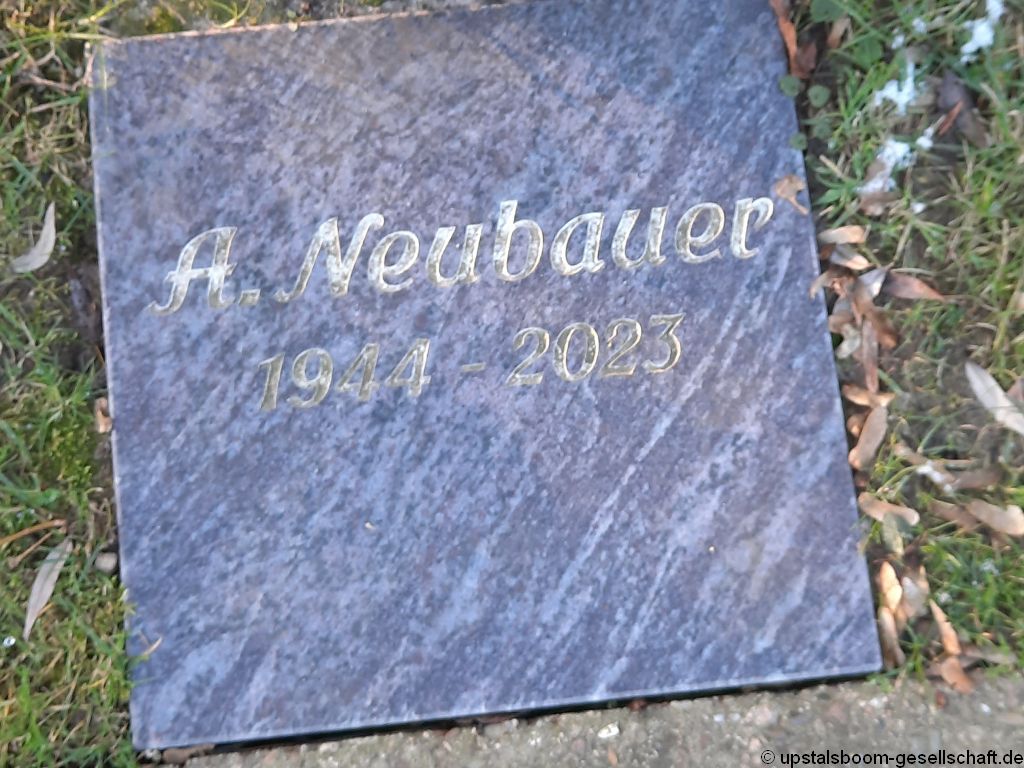 A. Neubauer
1944 - 2023
© upstalsboom-gesellschaft.de